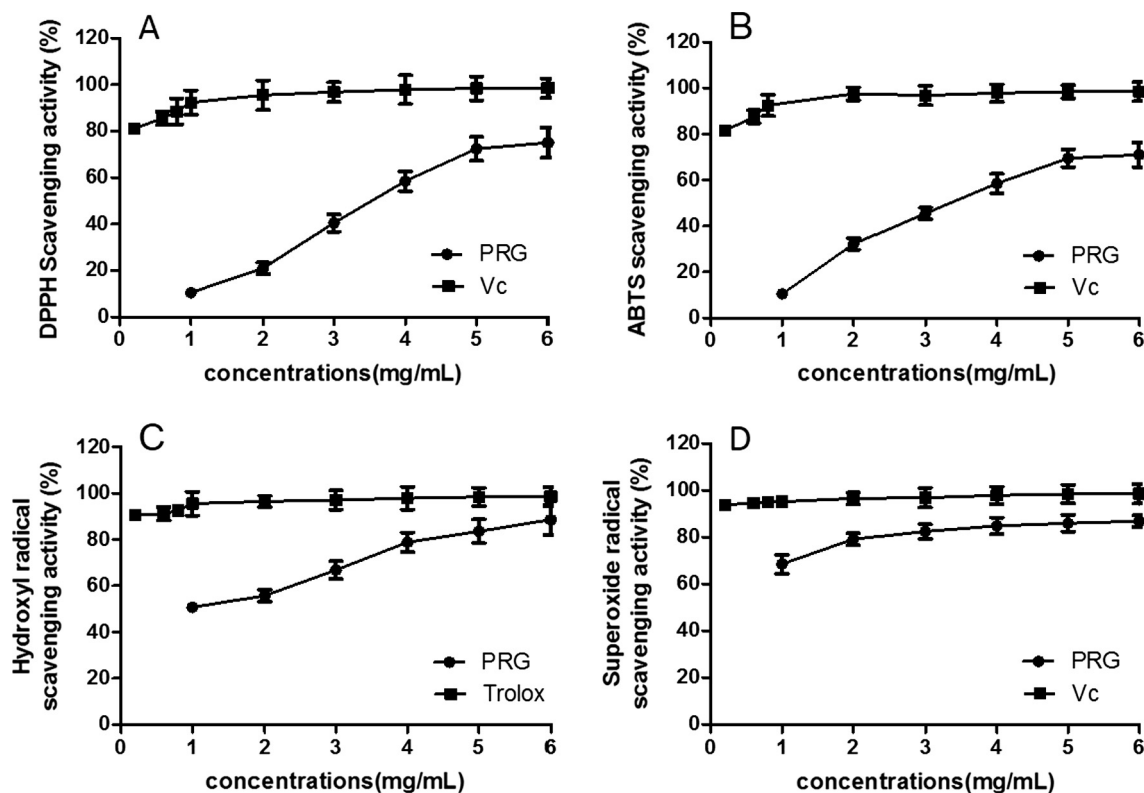 A
DPPH Scavenging activity (%)
120
100
80
60
40
20
0
PRG
Vc
0 1 2 3 4 5 6
concentrations(mg/mL)
B
ABTS scavenging activity (%)
120
100
80
60
40
20
0
PRG
Vc
0 1 2 3 4 5 6
concentrations(mg/mL)
C
Hydroxyl radical
scavenging activity (%)
120
100
80
60
40
20
0
PRG
Trolox
0 1 2 3 4 5 6
concentrations(mg/mL)
D
Superoxide radical
scavenging activity (%)
120
100
80
60
40
20
0
PRG
Vc
0 1 2 3 4 5 6
concentrations(mg/mL)